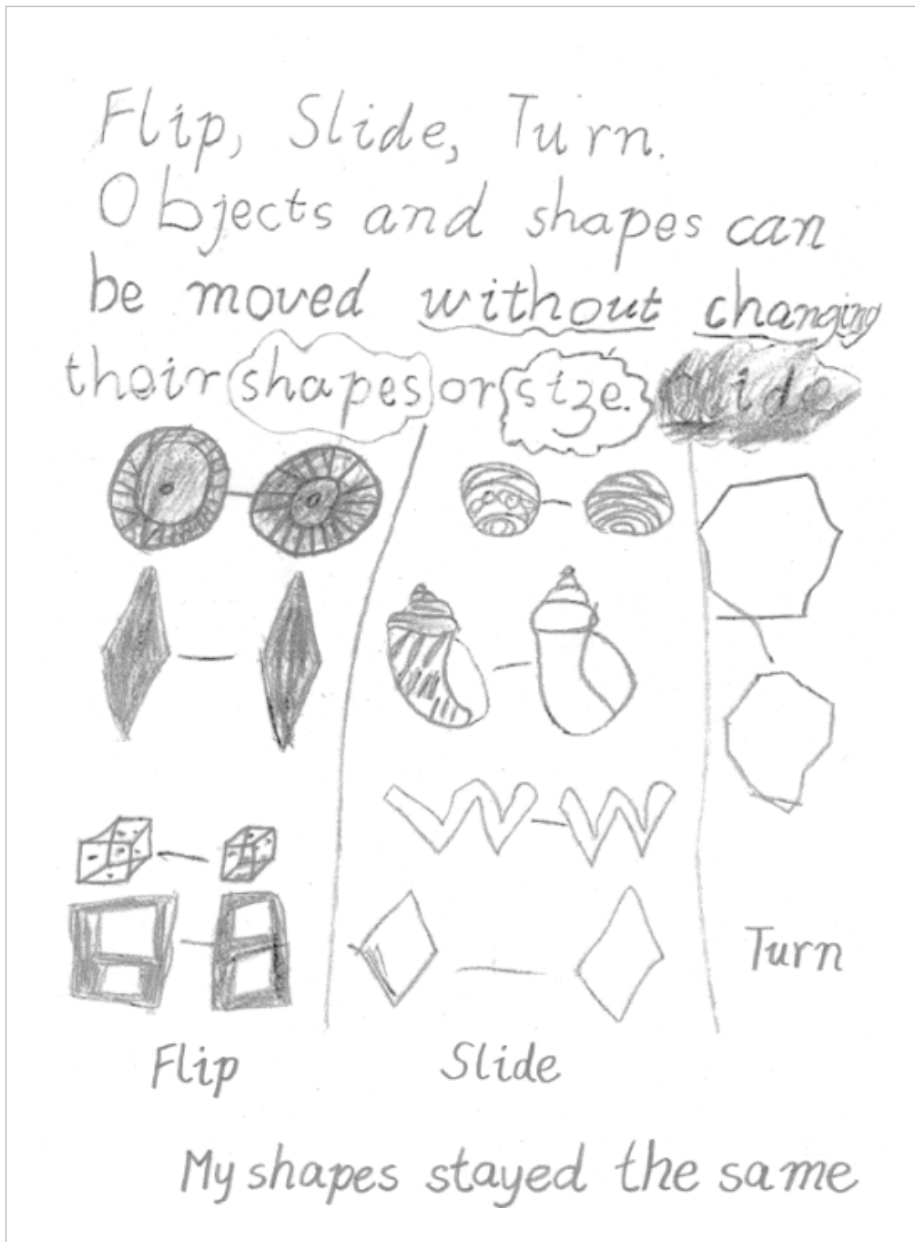 Flip, Slide, Turn.
Objects and shapes can
be moved without changing
their shapes or size. Slide
Turn
Flip Slide
My shapes stayed the same